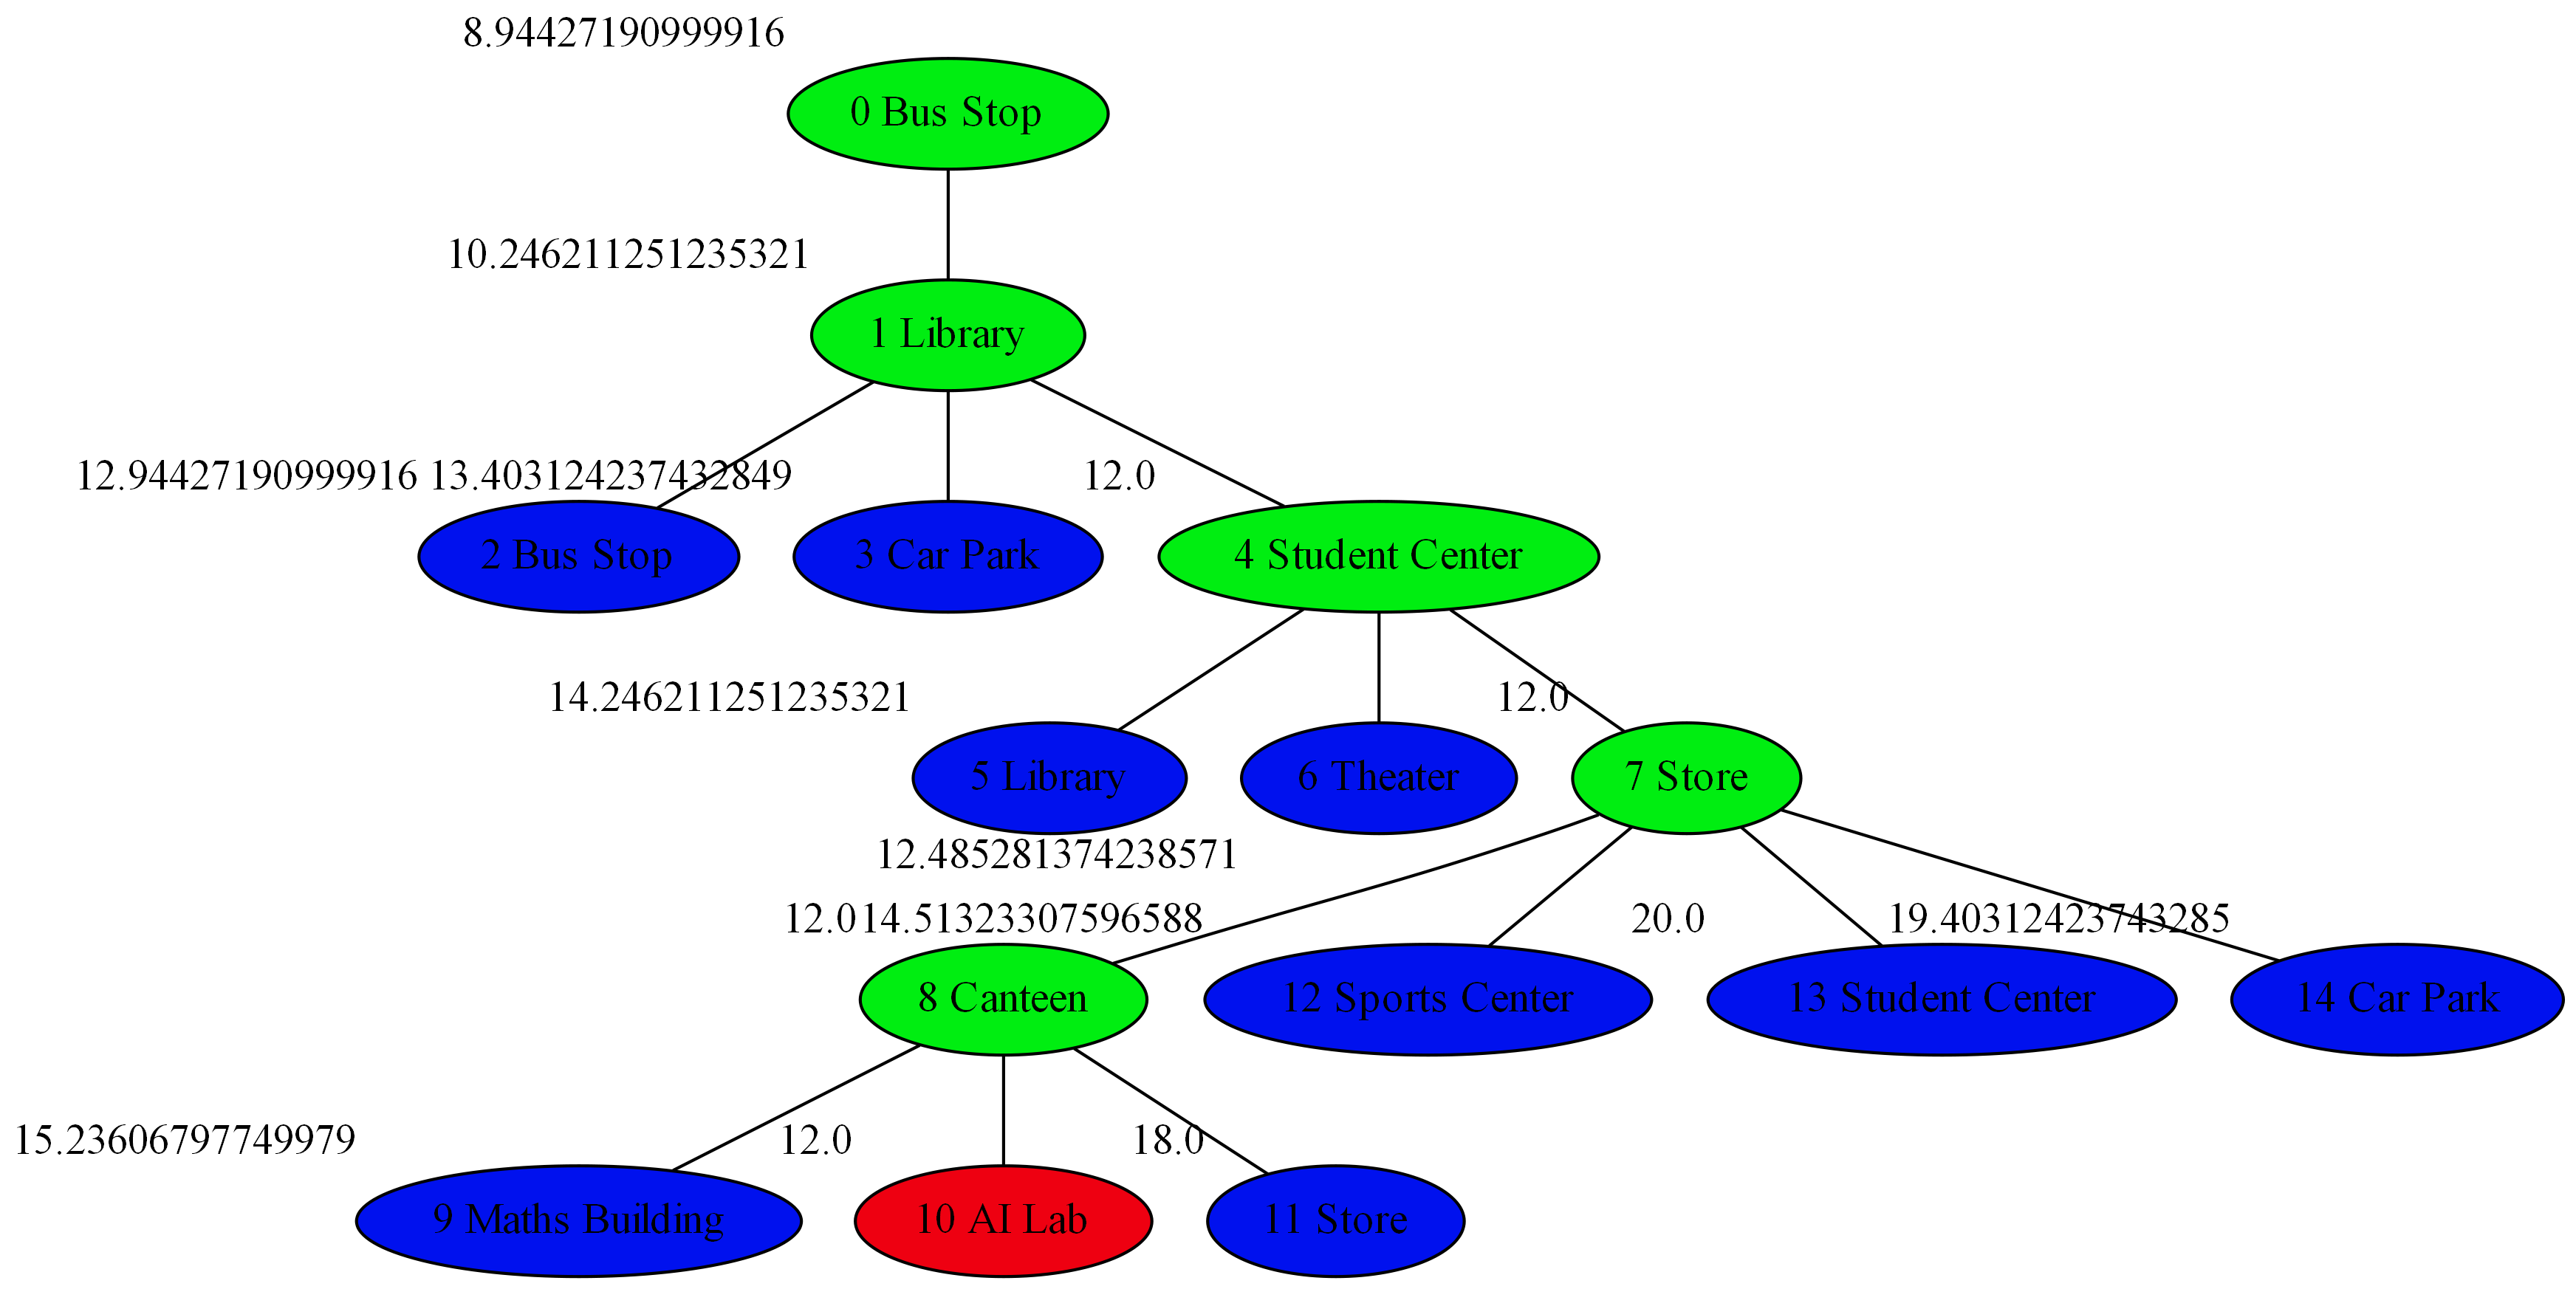 8.94427190999916
0 Bus Stop
10.246211251235321
1 Library
12.94427190999916
13.403124237432849
12.0
2 Bus Stop
3 Car Park
4 Student Center
14.246211251235321
12.0
5 Library
6 Theater
7 Store
12.485281374238571
12.0
14.51323307596588
20.0
19.40312423743285
8 Canteen
12 Sports Center
13 Student Center
14 Car Park
15.23606797749979
12.0
18.0
9 Maths Building
10 AI Lab
11 Store